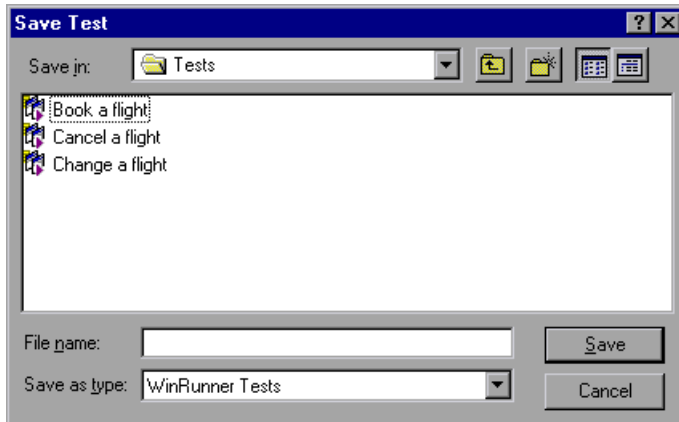 Save Test
Save in: Tests
Book a flight
Cancel a flight
Change a flight
File name:
Save
Save as type: WinRunner Tests
Cancel